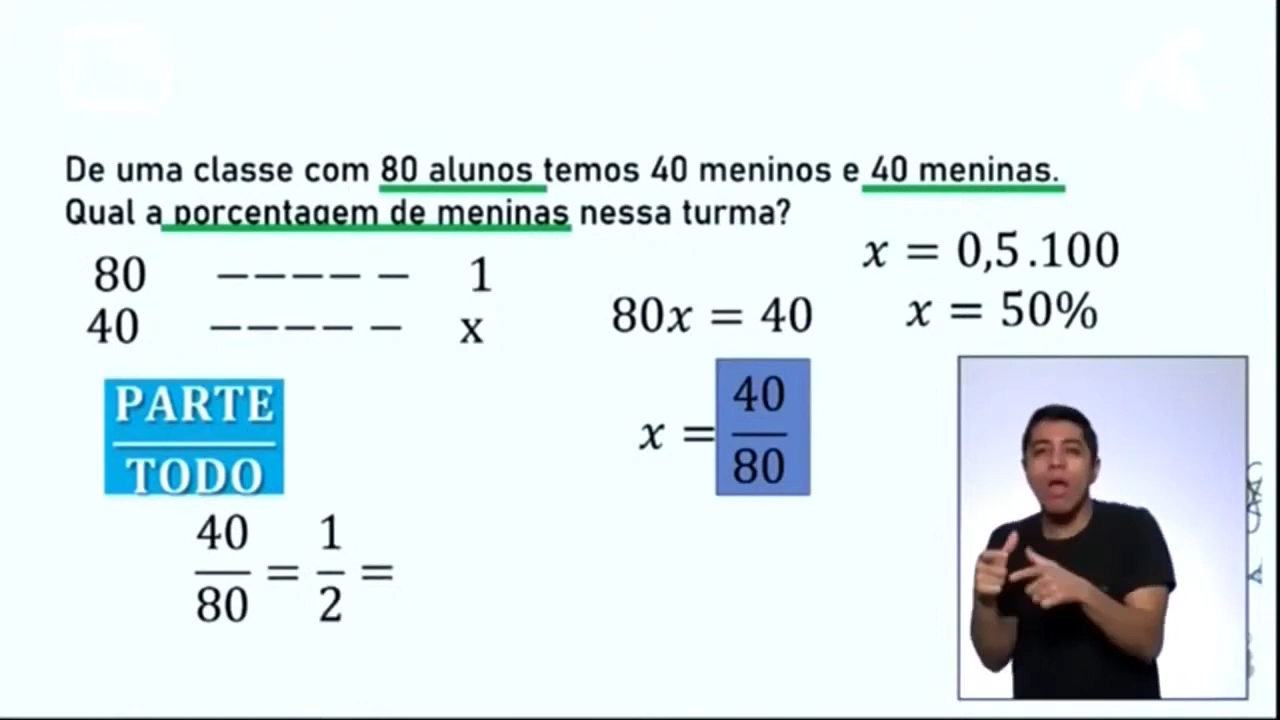 De uma classe com 80 alunos temos 40 meninos e 40 meninas.
Qual a porcentagem de meninas nessa turma?
80 – – – – – – 1
40 – – – – – – x
80x = 40
x = 40/80
x = 0,5 .100
x = 50%
PARTE
TODO
40/80 = 1/2 =